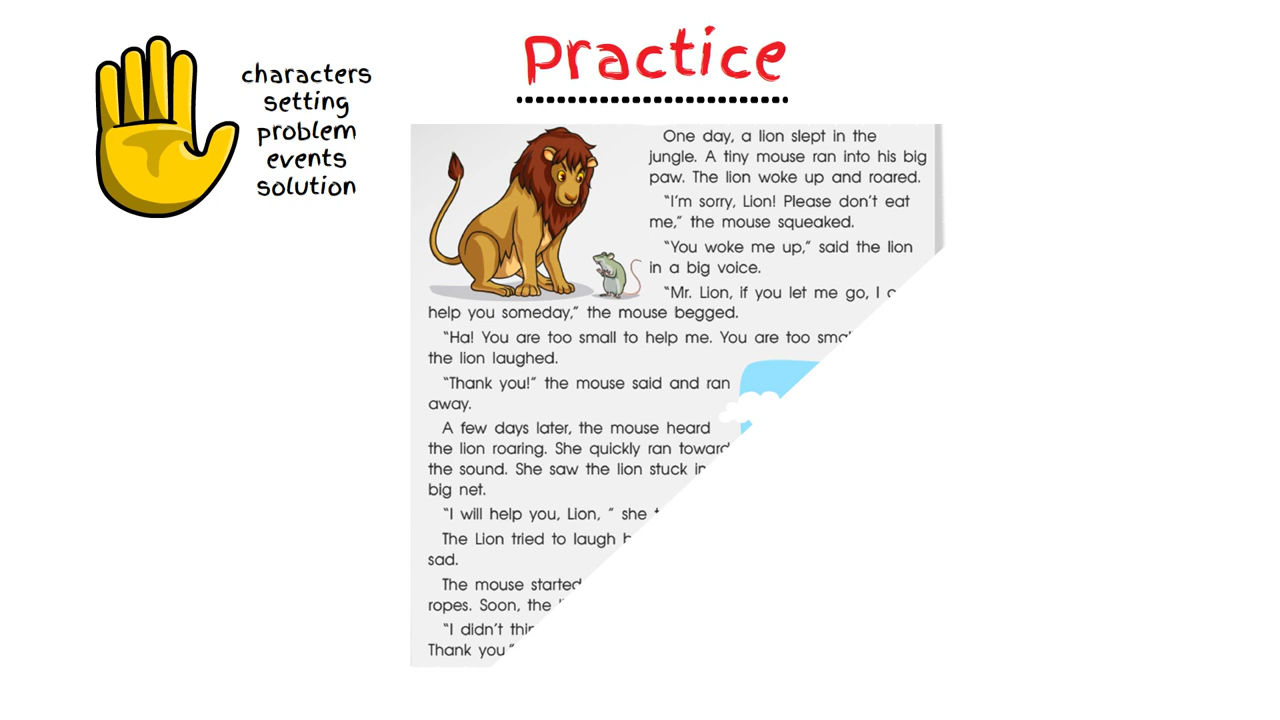 characters
setting
problem
events
solution
Practice
One day, a lion slept in the
jungle. A tiny mouse ran into his big
paw. The lion woke up and roared.
"I'm sorry, Lion! Please don't eat
me," the mouse squeaked.
"You woke me up," said the lion
in a big voice.
"Mr. Lion, if you let me go, I
help you someday," the mouse begged.
"Ha! You are too small to help me. You are too
the lion laughed.
"Thank you!" the mouse said and ran
away.
A few days later, the mouse heard
the lion roaring. She quickly ran toward
the sound. She saw the lion stuck in
big net.
"I will help you, Lion, " she
The Lion tried to laugh
sad.
The mouse started
ropes. Soon, the
"I didn't
Thank you"